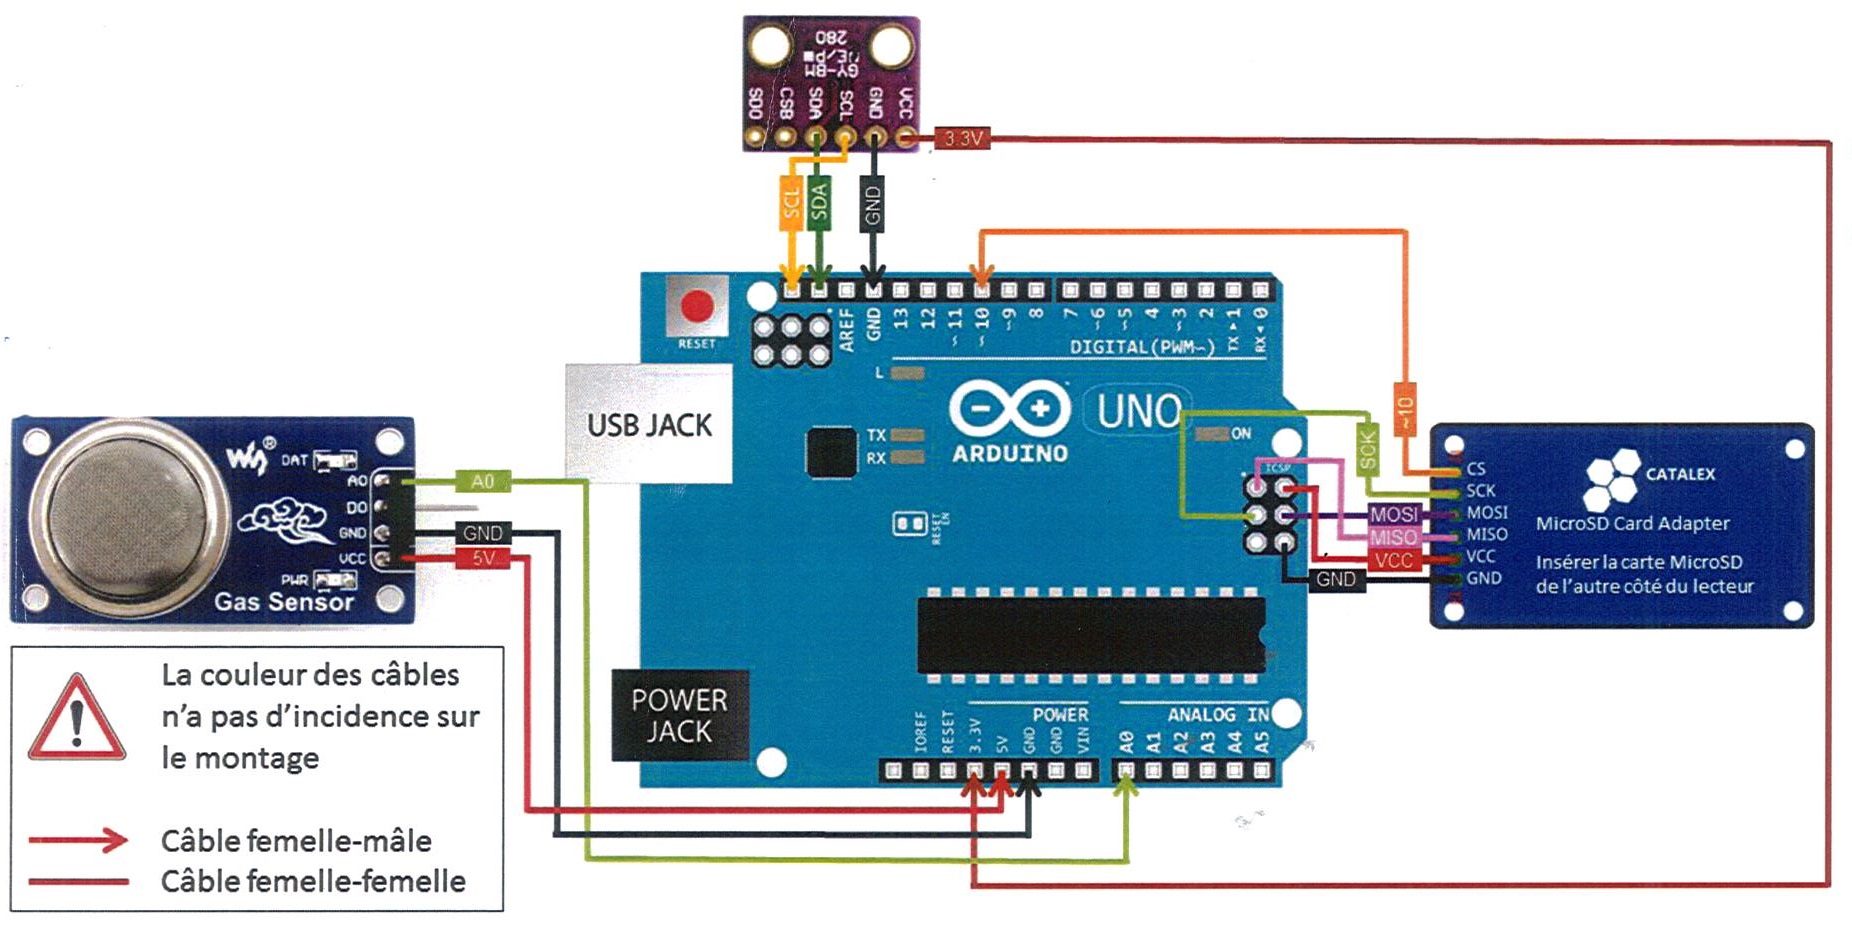 280
GY-BM E/P
SDO CSB SDA SCL GND VCC
3.3V
SCL SDA GND
RESET
AREF GND 13 12 ~11 ~10 ~9 8 7 ~6 ~5 4 ~3 2 TX▸1 RX◂0
DIGITAL(PWM~)
L
USB JACK
UNO
TX
RX
ARDUINO
ON
ICSP
RESET EN
~10
SCK
MOSI
MISO
VCC
GND
CS
SCK
MOSI
MISO
VCC
GND
CATALEX
MicroSD Card Adapter
Insérer la carte MicroSD
de l'autre côté du lecteur
DAT
AO
DO
GND
VCC
PWR
Gas Sensor
A0
GND
5V
POWER
JACK
POWER
ANALOG IN
IOREF RESET 3.3V 5V GND GND VIN A0 A1 A2 A3 A4 A5
La couleur des câbles
n'a pas d'incidence sur
le montage
Câble femelle-mâle
Câble femelle-femelle